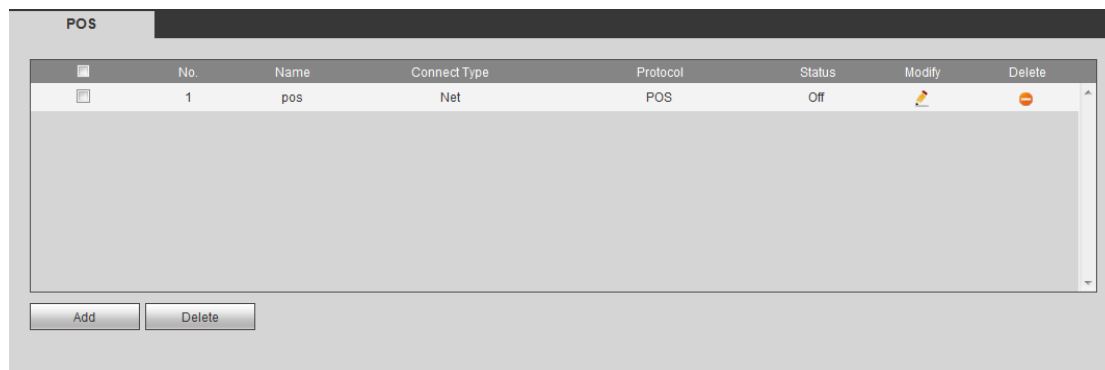 POS
No. Name Connect Type Protocol Status Modify Delete
1 pos Net POS Off
Add Delete